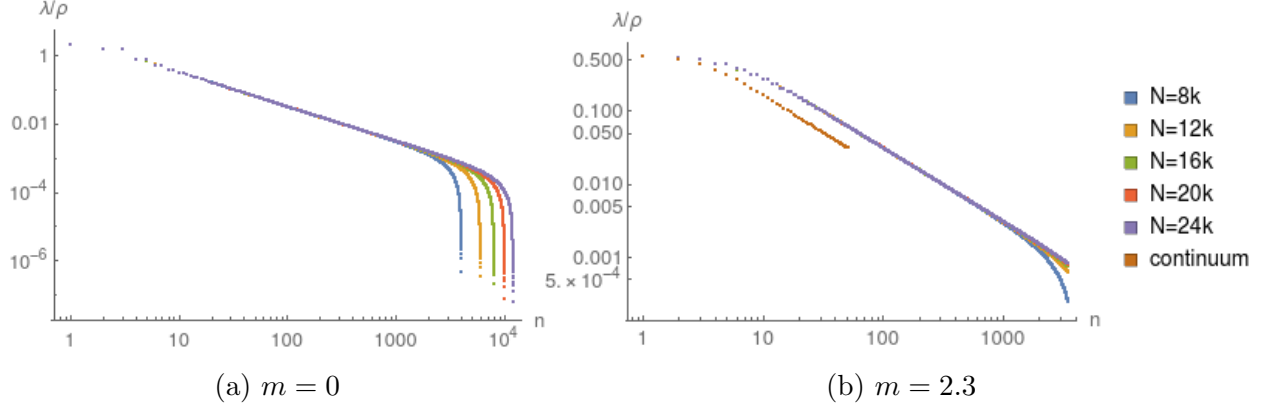 λ/ρ
1
0.01
10⁻⁴
10⁻⁶
1
10
100
1000
10⁴
n
(a) m = 0
λ/ρ
0.500
0.100
0.050
0.010
0.005
0.001
5. × 10⁻⁴
1
10
100
1000
n
(b) m = 2.3
N=8k
N=12k
N=16k
N=20k
N=24k
continuum